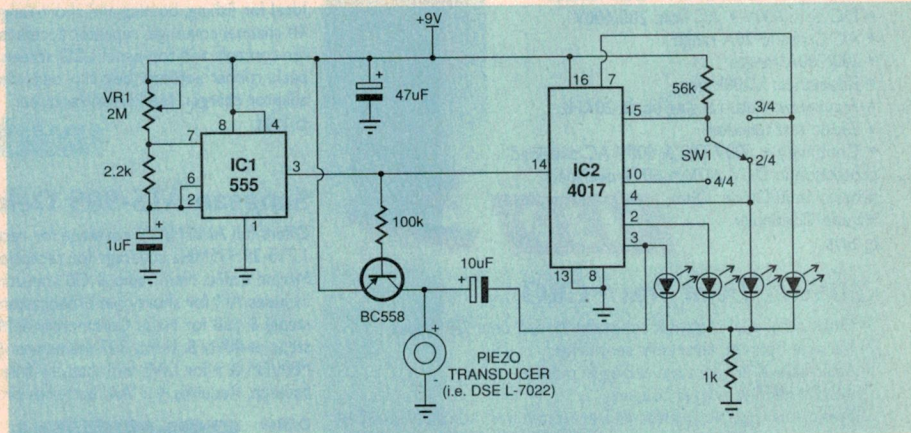 +9V
VR1
2M
47uF
56k
3/4
16
7
15
8
4
7
IC1
555
3
14
IC2
4017
SW1
2/4
10
4/4
4
2
3
2.2k
6
2
1
1uF
100k
10uF
13
8
BC558
+
-
PIEZO
TRANSDUCER
(i.e. DSE L-7022)
1k